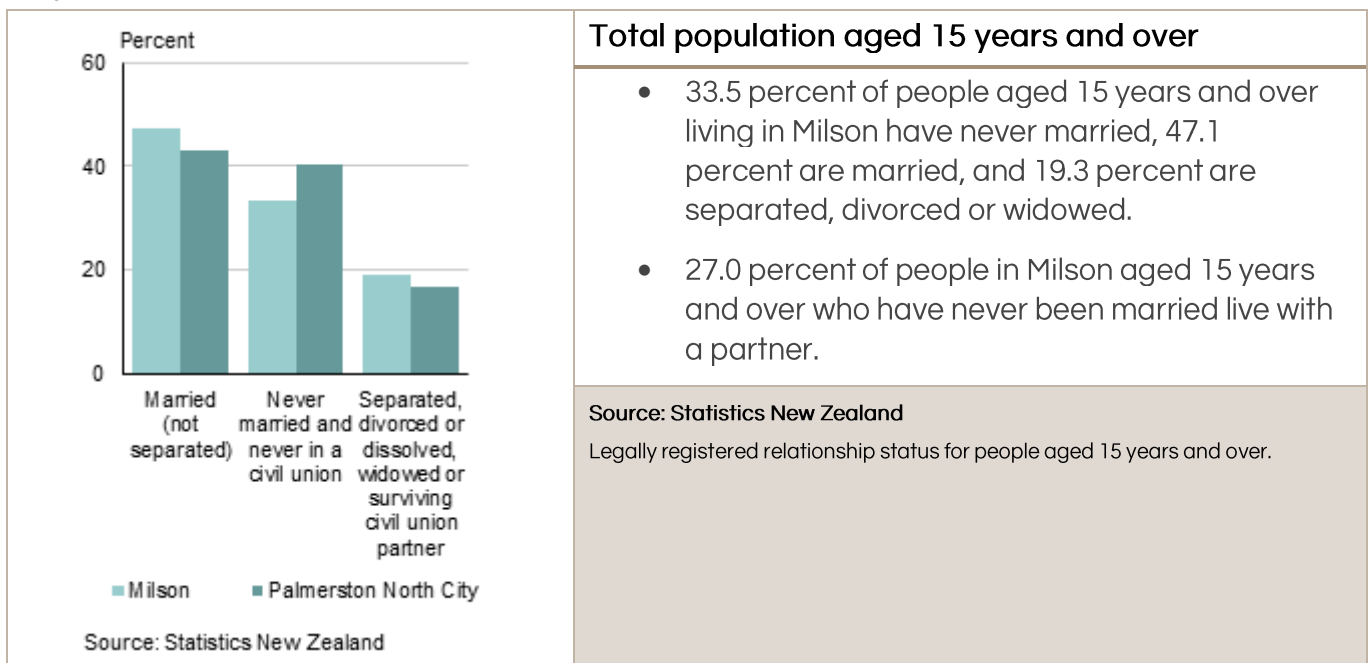 Percent
60
40
20
0
Married
(not
separated)
Never
married and
never in a
civil union
Separated,
divorced or
dissolved,
widowed or
surviving
civil union
partner
Milson
Palmerston North City
Source: Statistics New Zealand
Total population aged 15 years and over
• 33.5 percent of people aged 15 years and over
living in Milson have never married, 47.1
percent are married, and 19.3 percent are
separated, divorced or widowed.
• 27.0 percent of people in Milson aged 15 years
and over who have never been married live with
a partner.
Source: Statistics New Zealand
Legally registered relationship status for people aged 15 years and over.